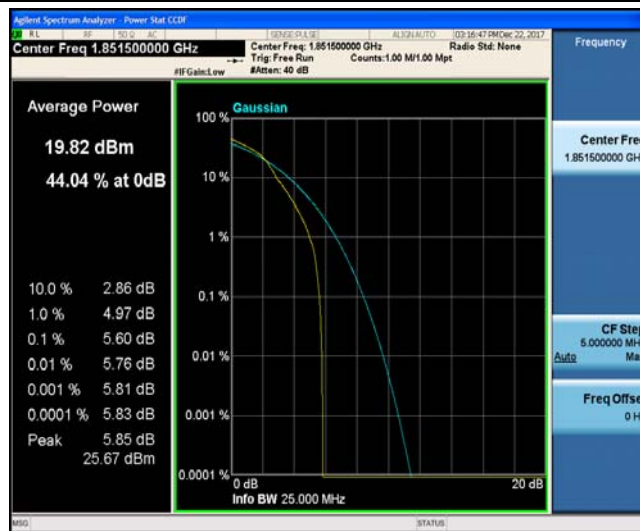 Agilent Spectrum Analyzer - Power Stat CCDF
RL RF 50 Ω AC SENSE:PULSE ALIGN AUTO 03:16:47 PM Dec 22, 2017
Center Freq 1.851500000 GHz
Center Freq: 1.851500000 GHz Radio Std: None
Trig: Free Run Counts:1.00 M/1.00 Mpt
#IFGain:Low #Atten: 40 dB
Frequency
Average Power
19.82 dBm
44.04 % at 0dB
10.0 % 2.86 dB
1.0 % 4.97 dB
0.1 % 5.60 dB
0.01 % 5.76 dB
0.001 % 5.81 dB
0.0001 % 5.83 dB
Peak 5.85 dB
25.67 dBm
Gaussian
100 %
10 %
1 %
0.1 %
0.01 %
0.001 %
0.0001 %
0 dB 20 dB
Info BW 25.000 MHz
Center Fre
1.851500000 GH
CF Step
5.000000 MH
Auto Ma
Freq Offse
0 H
MSG STATUS